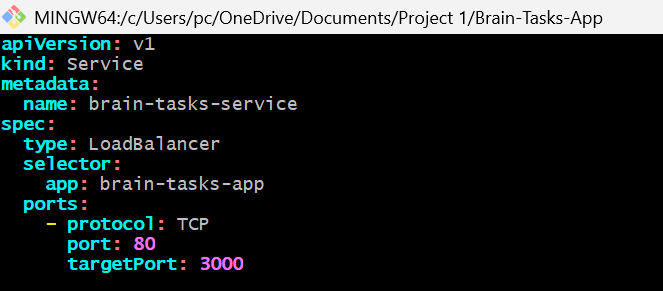 MINGW64:/c/Users/pc/OneDrive/Documents/Project 1/Brain-Tasks-App
apiVersion: v1
kind: Service
metadata:
  name: brain-tasks-service
spec:
  type: LoadBalancer
  selector:
    app: brain-tasks-app
  ports:
    - protocol: TCP
      port: 80
      targetPort: 3000